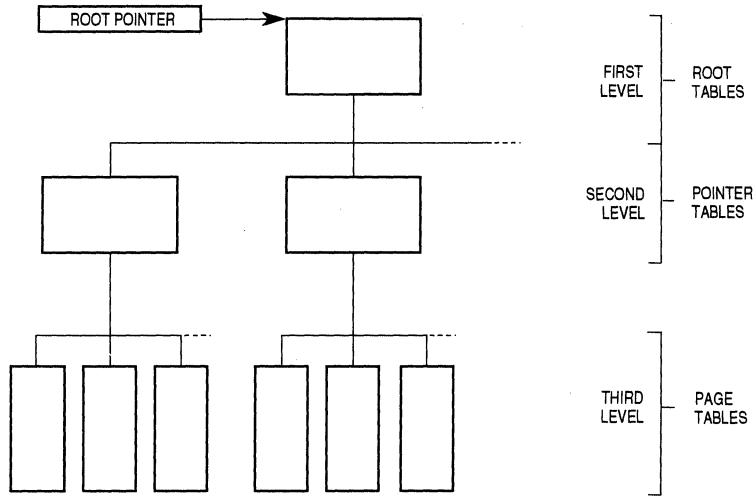 ROOT POINTER
FIRST
LEVEL
ROOT
TABLES
SECOND
LEVEL
POINTER
TABLES
THIRD
LEVEL
PAGE
TABLES